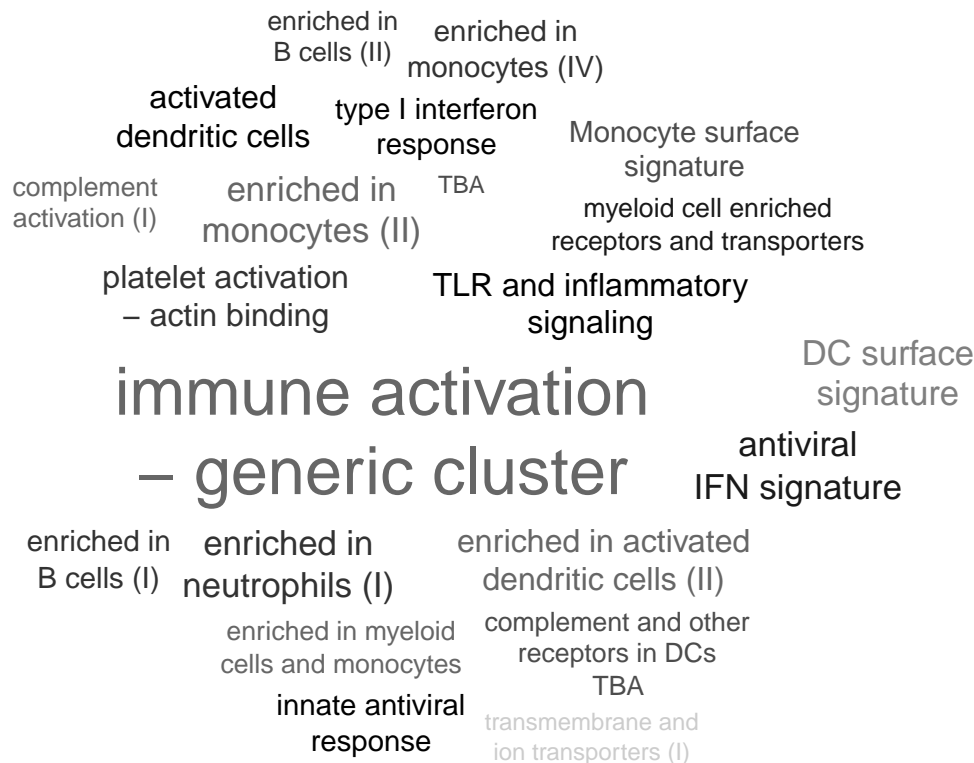 enriched in
B cells (II)
enriched in
monocytes (IV)
activated
dendritic cells
type I interferon
response
Monocyte surface
signature
complement
activation (I)
enriched in
monocytes (II)
TBA
myeloid cell enriched
receptors and transporters
platelet activation
– actin binding
TLR and inflammatory
signaling
DC surface
signature
immune activation
– generic cluster
antiviral
IFN signature
enriched in
B cells (I)
enriched in
neutrophils (I)
enriched in activated
dendritic cells (II)
enriched in myeloid
cells and monocytes
complement and other
receptors in DCs
TBA
innate antiviral
response
transmembrane and
ion transporters (I)